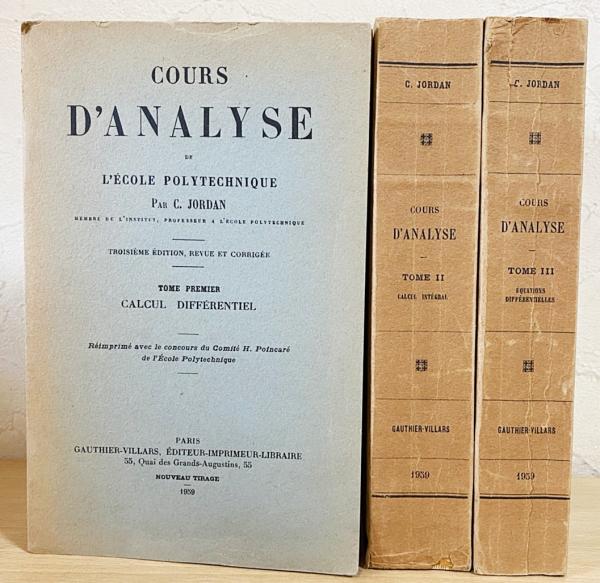 COURS
D'ANALYSE
DE
L'ÉCOLE POLYTECHNIQUE
PAR C. JORDAN
MEMBRE DE L'INSTITUT, PROFESSEUR A L'ÉCOLE POLYTECHNIQUE
TROISIÈME ÉDITION, REVUE ET CORRIGÉE
TOME PREMIER
CALCUL DIFFÉRENTIEL
Réimprimé avec le concours du Comité H. Poincaré
de l'École Polytechnique
PARIS
GAUTHIER-VILLARS, ÉDITEUR-IMPRIMEUR-LIBRAIRE
55, Quai des Grands-Augustins, 55
NOUVEAU TIRAGE
1959
C. JORDAN
COURS
D'ANALYSE
TOME II
CALCUL INTÉGRAL
GAUTHIER-VILLARS
1959
C. JORDAN
COURS
D'ANALYSE
TOME III
ÉQUATIONS
DIFFÉRENTIELLES
GAUTHIER-VILLARS
1959